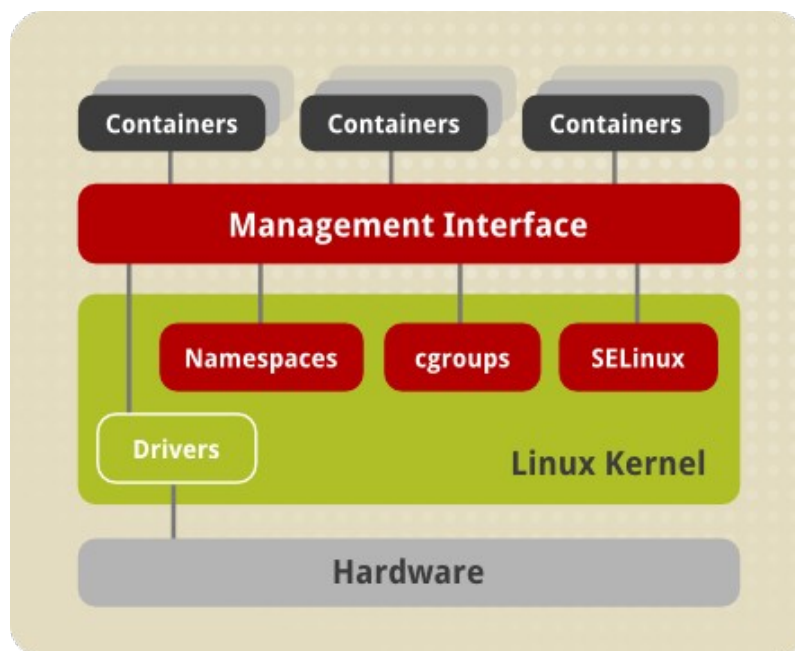 Containers
Containers
Containers
Management Interface
Namespaces
cgroups
SELinux
Drivers
Linux Kernel
Hardware